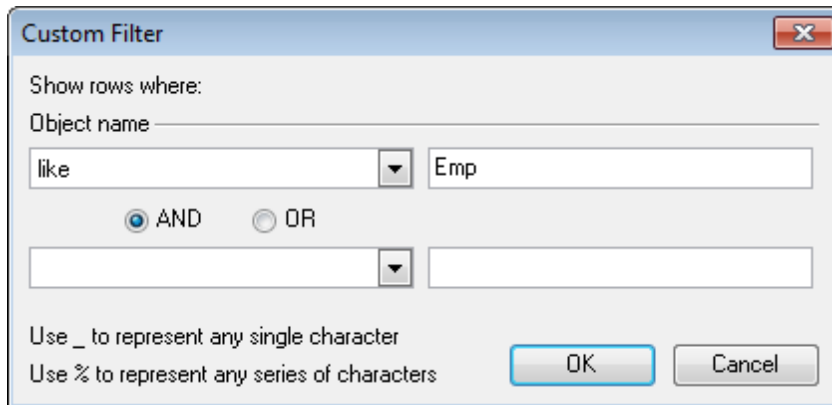 Custom Filter
Show rows where:
Object name
like Emp
AND OR
Use _ to represent any single character
Use % to represent any series of characters
OK Cancel